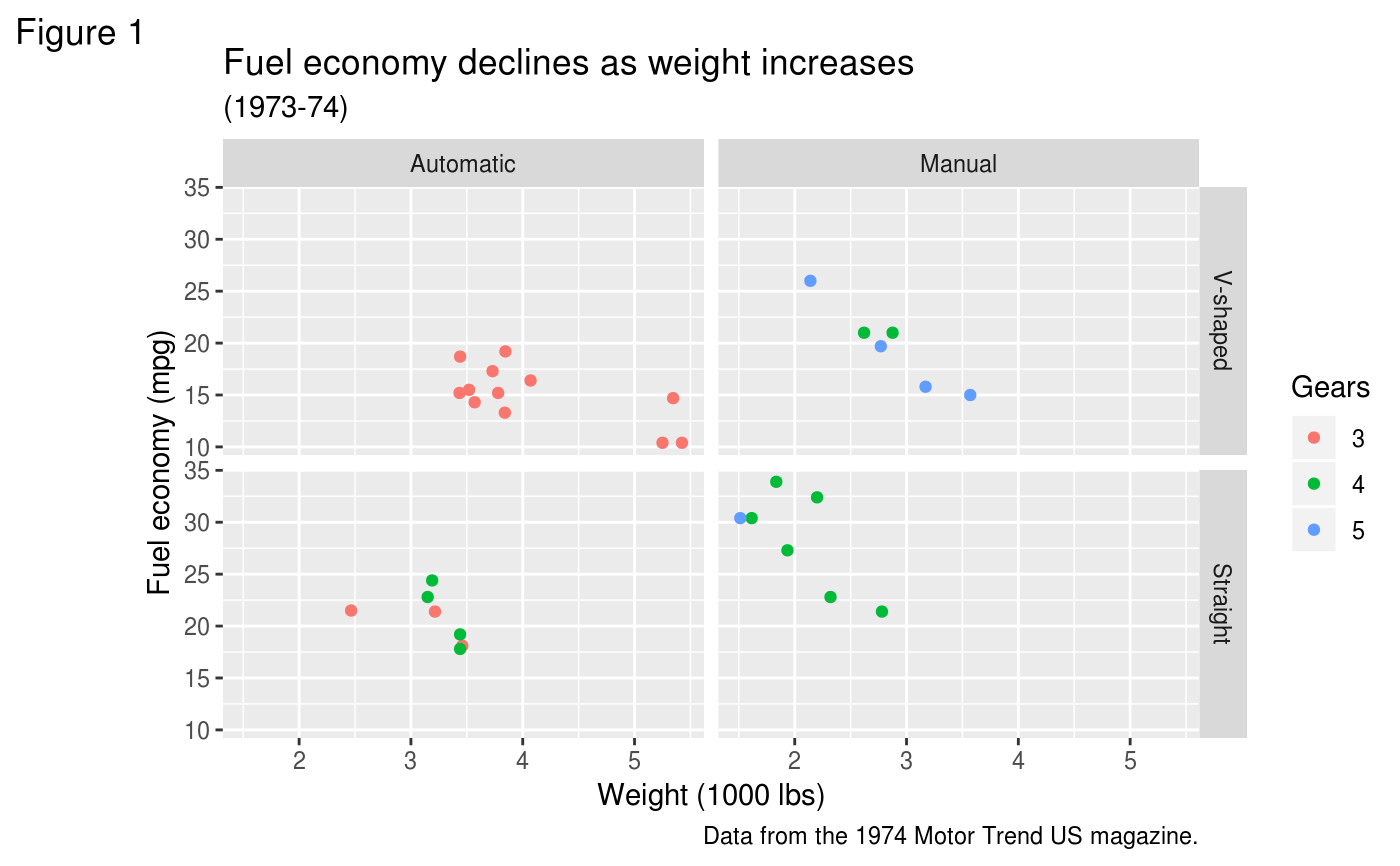 Figure 1
Fuel economy declines as weight increases
(1973-74)
Automatic Manual
35
30
25
20
15
10
V-shaped
35
30
25
20
15
10
Straight
Fuel economy (mpg)
2 3 4 5 2 3 4 5
Weight (1000 lbs)
Gears
3
4
5
Data from the 1974 Motor Trend US magazine.